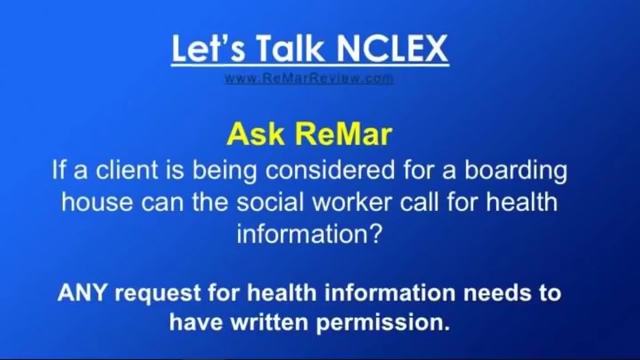 Let's Talk NCLEX
www.ReMarReview.com
Ask ReMar
If a client is being considered for a boarding
house can the social worker call for health
information?
ANY request for health information needs to
have written permission.